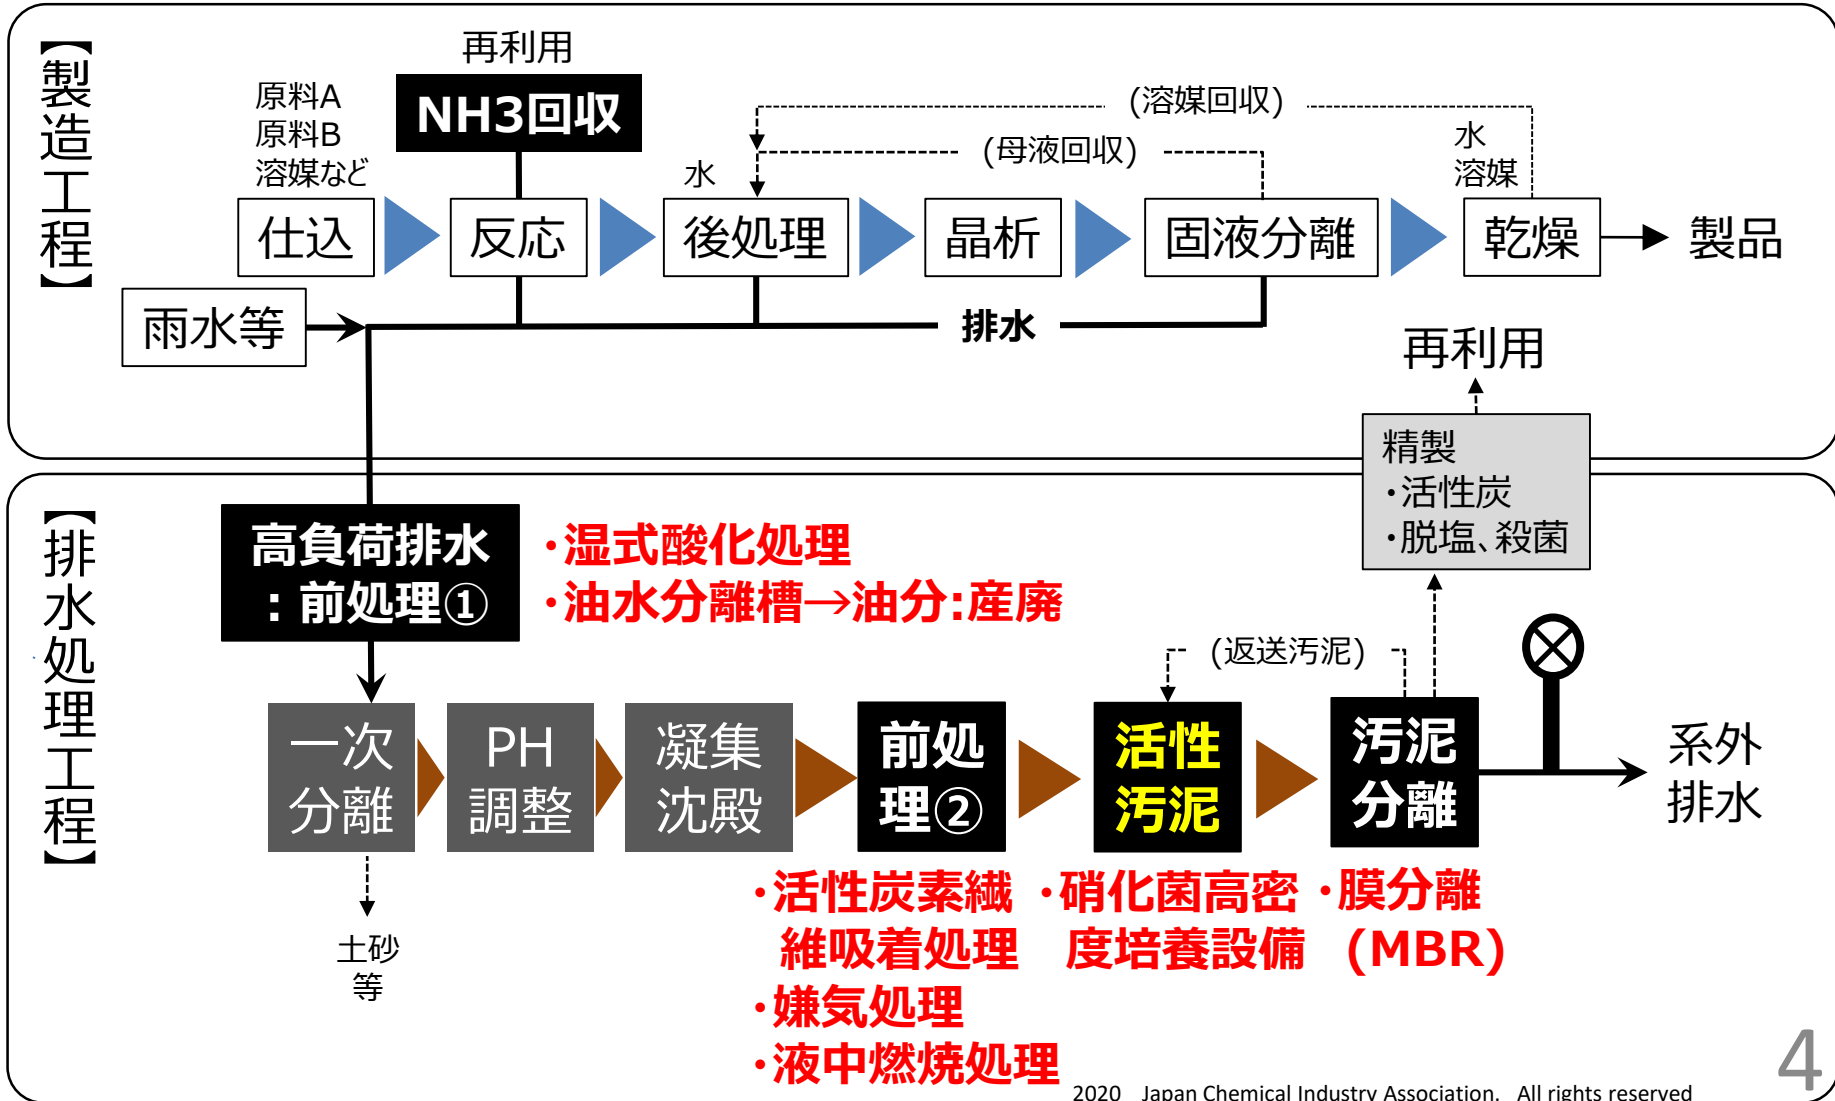 【製造工程】
再利用
NH3回収
原料A
原料B
溶媒など
(溶媒回収)
(母液回収)
水
水
溶媒
仕込
反応
後処理
晶析
固液分離
乾燥
製品
雨水等
排水
再利用
精製
・活性炭
・脱塩、殺菌
【排水処理工程】
高負荷排水
：前処理①
・湿式酸化処理
・油水分離槽→油分:産廃
(返送汚泥)
一次
分離
PH
調整
凝集
沈殿
前処
理②
活性
汚泥
汚泥
分離
系外
排水
土砂
等
・活性炭素繊
維吸着処理
・嫌気処理
・液中燃焼処理
・硝化菌高密
度培養設備
・膜分離
(MBR)
2020 Japan Chemical Industry Association. All rights reserved
4